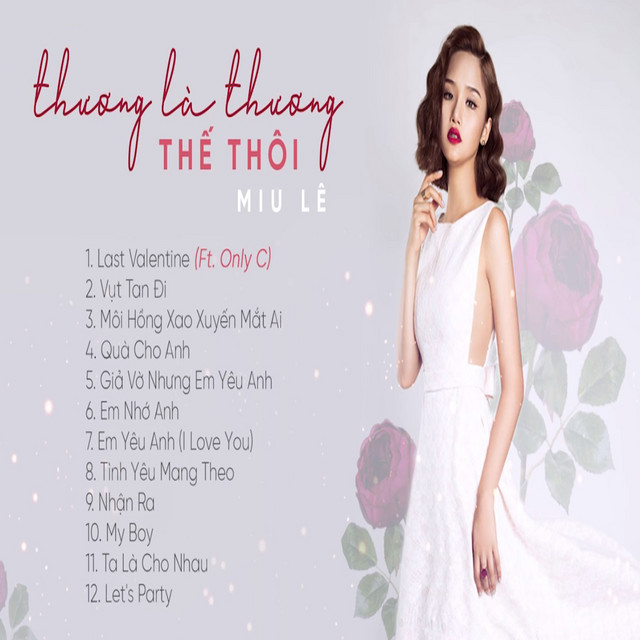 thương là thương
THẾ THÔI
MIU LÊ
1. Last Valentine (Ft. Only C)
2. Vụt Tan Đi
3. Môi Hồng Xao Xuyến Mắt Ai
4. Quà Cho Anh
5. Giả Vờ Nhưng Em Yêu Anh
6. Em Nhớ Anh
7. Em Yêu Anh (I Love You)
8. Tình Yêu Mang Theo
9. Nhận Ra
10. My Boy
11. Ta Là Cho Nhau
12. Let's Party